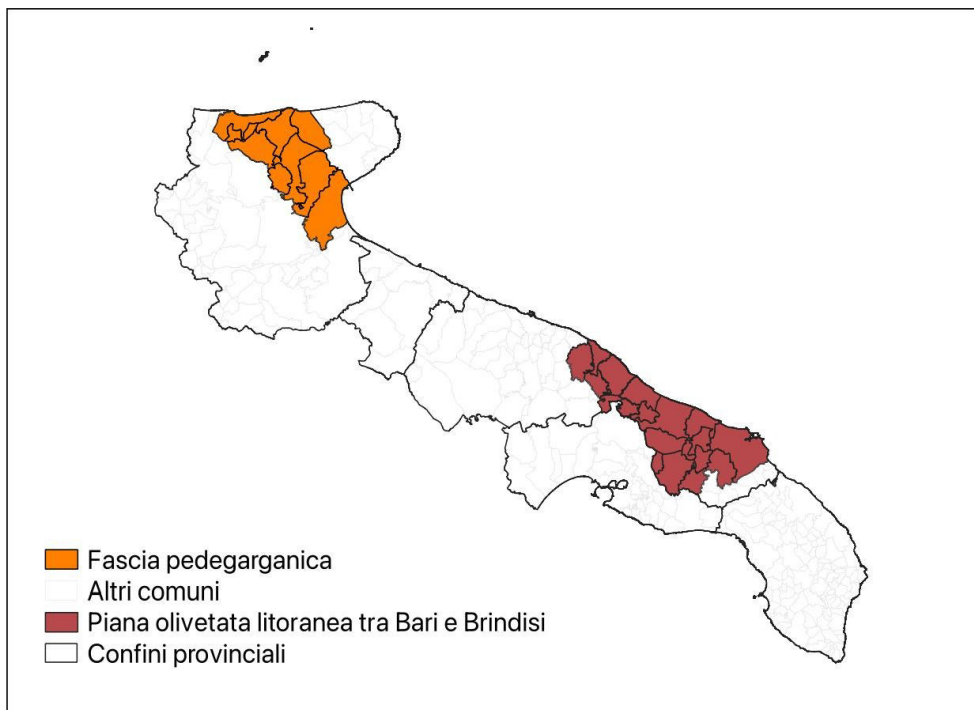 Fascia pedegarganica
Altri comuni
Piana olivetata litoranea tra Bari e Brindisi
Confini provinciali